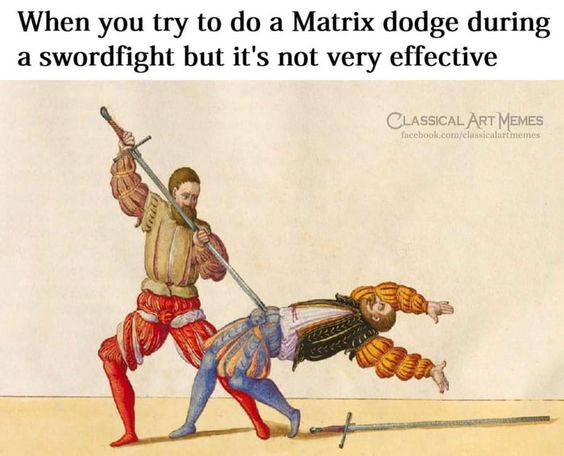 When you try to do a Matrix dodge during
a swordfight but it's not very effective
CLASSICAL ART MEMES
facebook.com/classicalartmemes